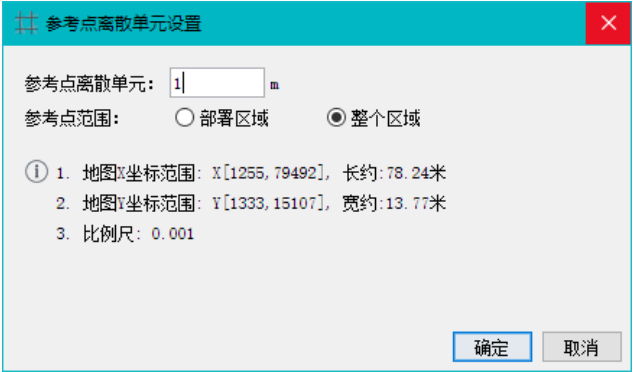 参考点离散单元设置
参考点离散单元: 1 m
参考点范围: 部署区域 整个区域
1. 地图X坐标范围: X[1255,79492], 长约:78.24米
2. 地图Y坐标范围: Y[1333,15107], 宽约:13.77米
3. 比例尺: 0.001
确定 取消